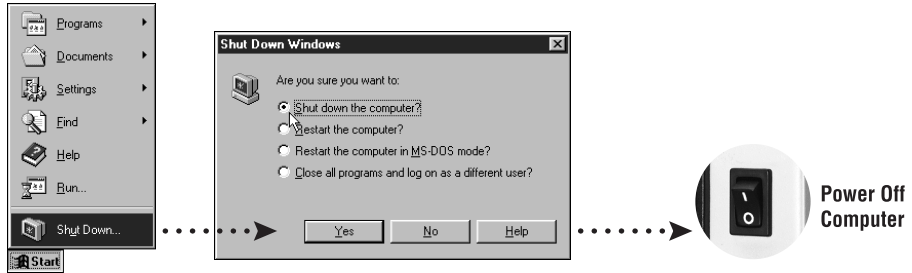 Programs
Documents
Settings
Find
Help
Run...
Shut Down...
Start
Shut Down Windows
Are you sure you want to:
Shut down the computer?
Restart the computer?
Restart the computer in MS-DOS mode?
Close all programs and log on as a different user?
Yes
No
Help
Power Off
Computer